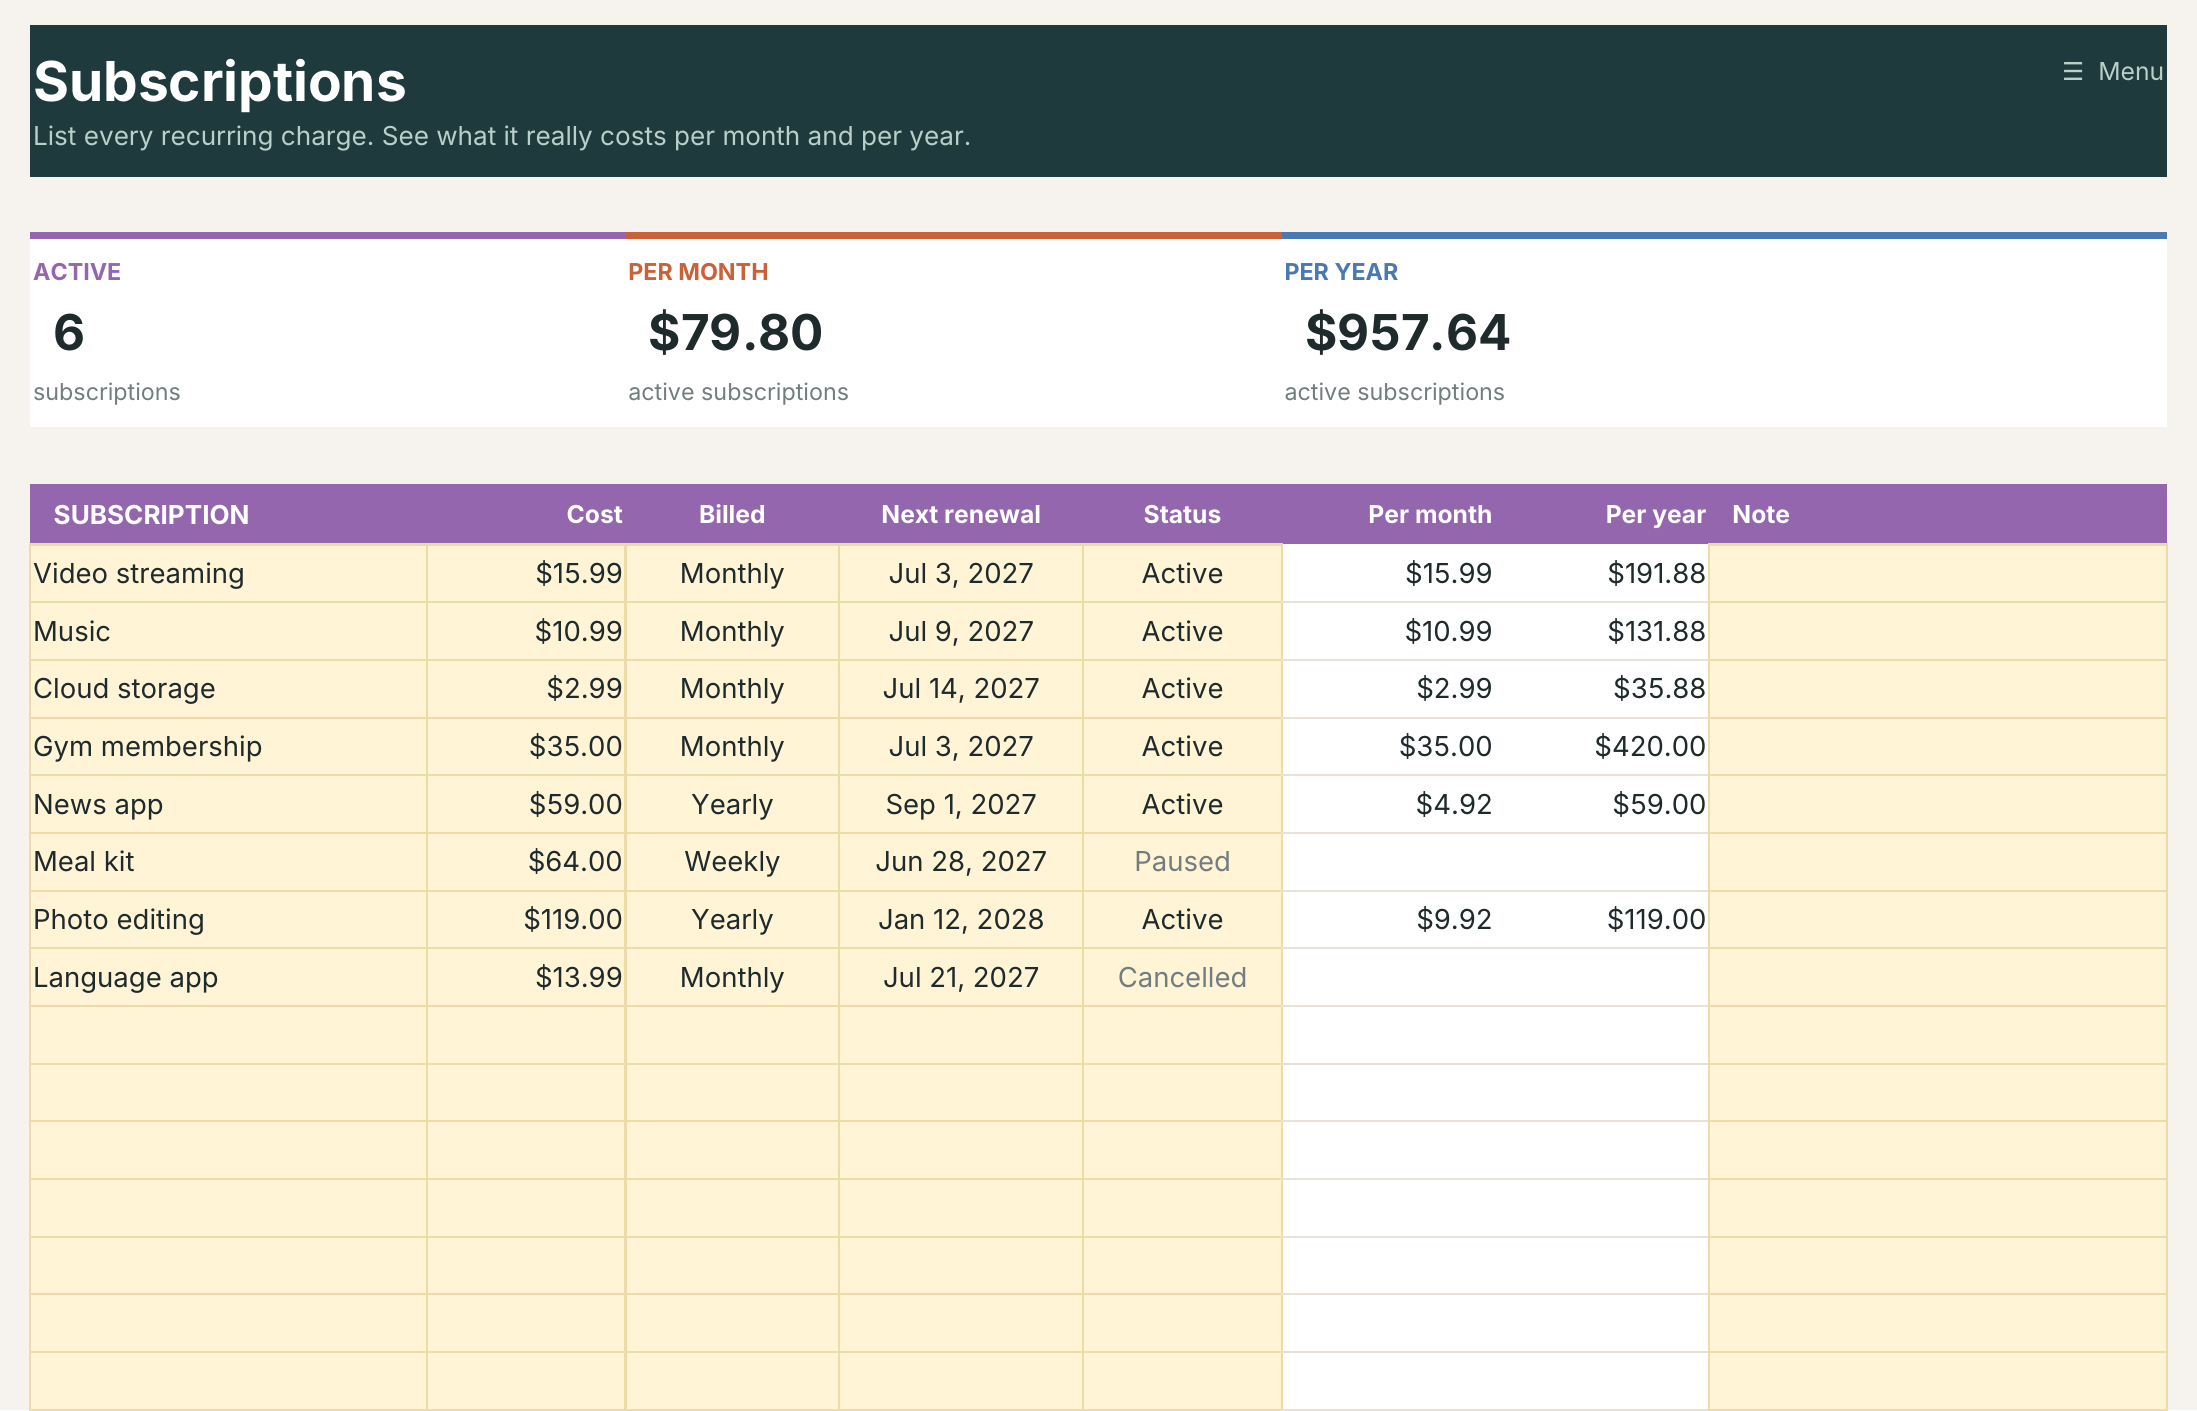 Subscriptions
☰ Menu
List every recurring charge. See what it really costs per month and per year.
ACTIVE PER MONTH PER YEAR
6 $79.80 $957.64
subscriptions active subscriptions active subscriptions
SUBSCRIPTION Cost Billed Next renewal Status Per month Per year Note
Video streaming $15.99 Monthly Jul 3, 2027 Active $15.99 $191.88
Music $10.99 Monthly Jul 9, 2027 Active $10.99 $131.88
Cloud storage $2.99 Monthly Jul 14, 2027 Active $2.99 $35.88
Gym membership $35.00 Monthly Jul 3, 2027 Active $35.00 $420.00
News app $59.00 Yearly Sep 1, 2027 Active $4.92 $59.00
Meal kit $64.00 Weekly Jun 28, 2027 Paused
Photo editing $119.00 Yearly Jan 12, 2028 Active $9.92 $119.00
Language app $13.99 Monthly Jul 21, 2027 Cancelled